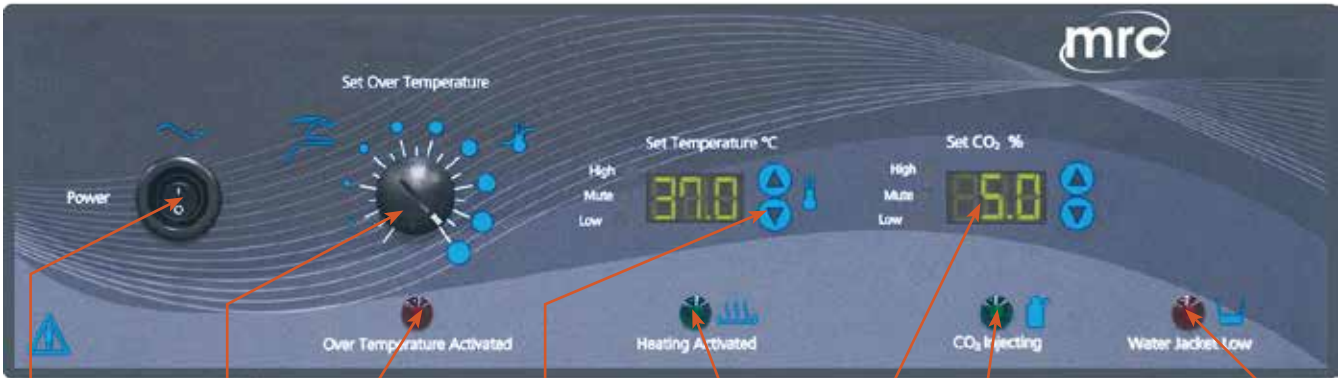 mrc
Set Over Temperature
Set Temperature °C
Set CO₂ %
High
Mute
Low
37.0
High
Mute
Low
5.0
Power
I
O
Over Temperature Activated
Heating Activated
CO₂ Injecting
Water Jacket Low